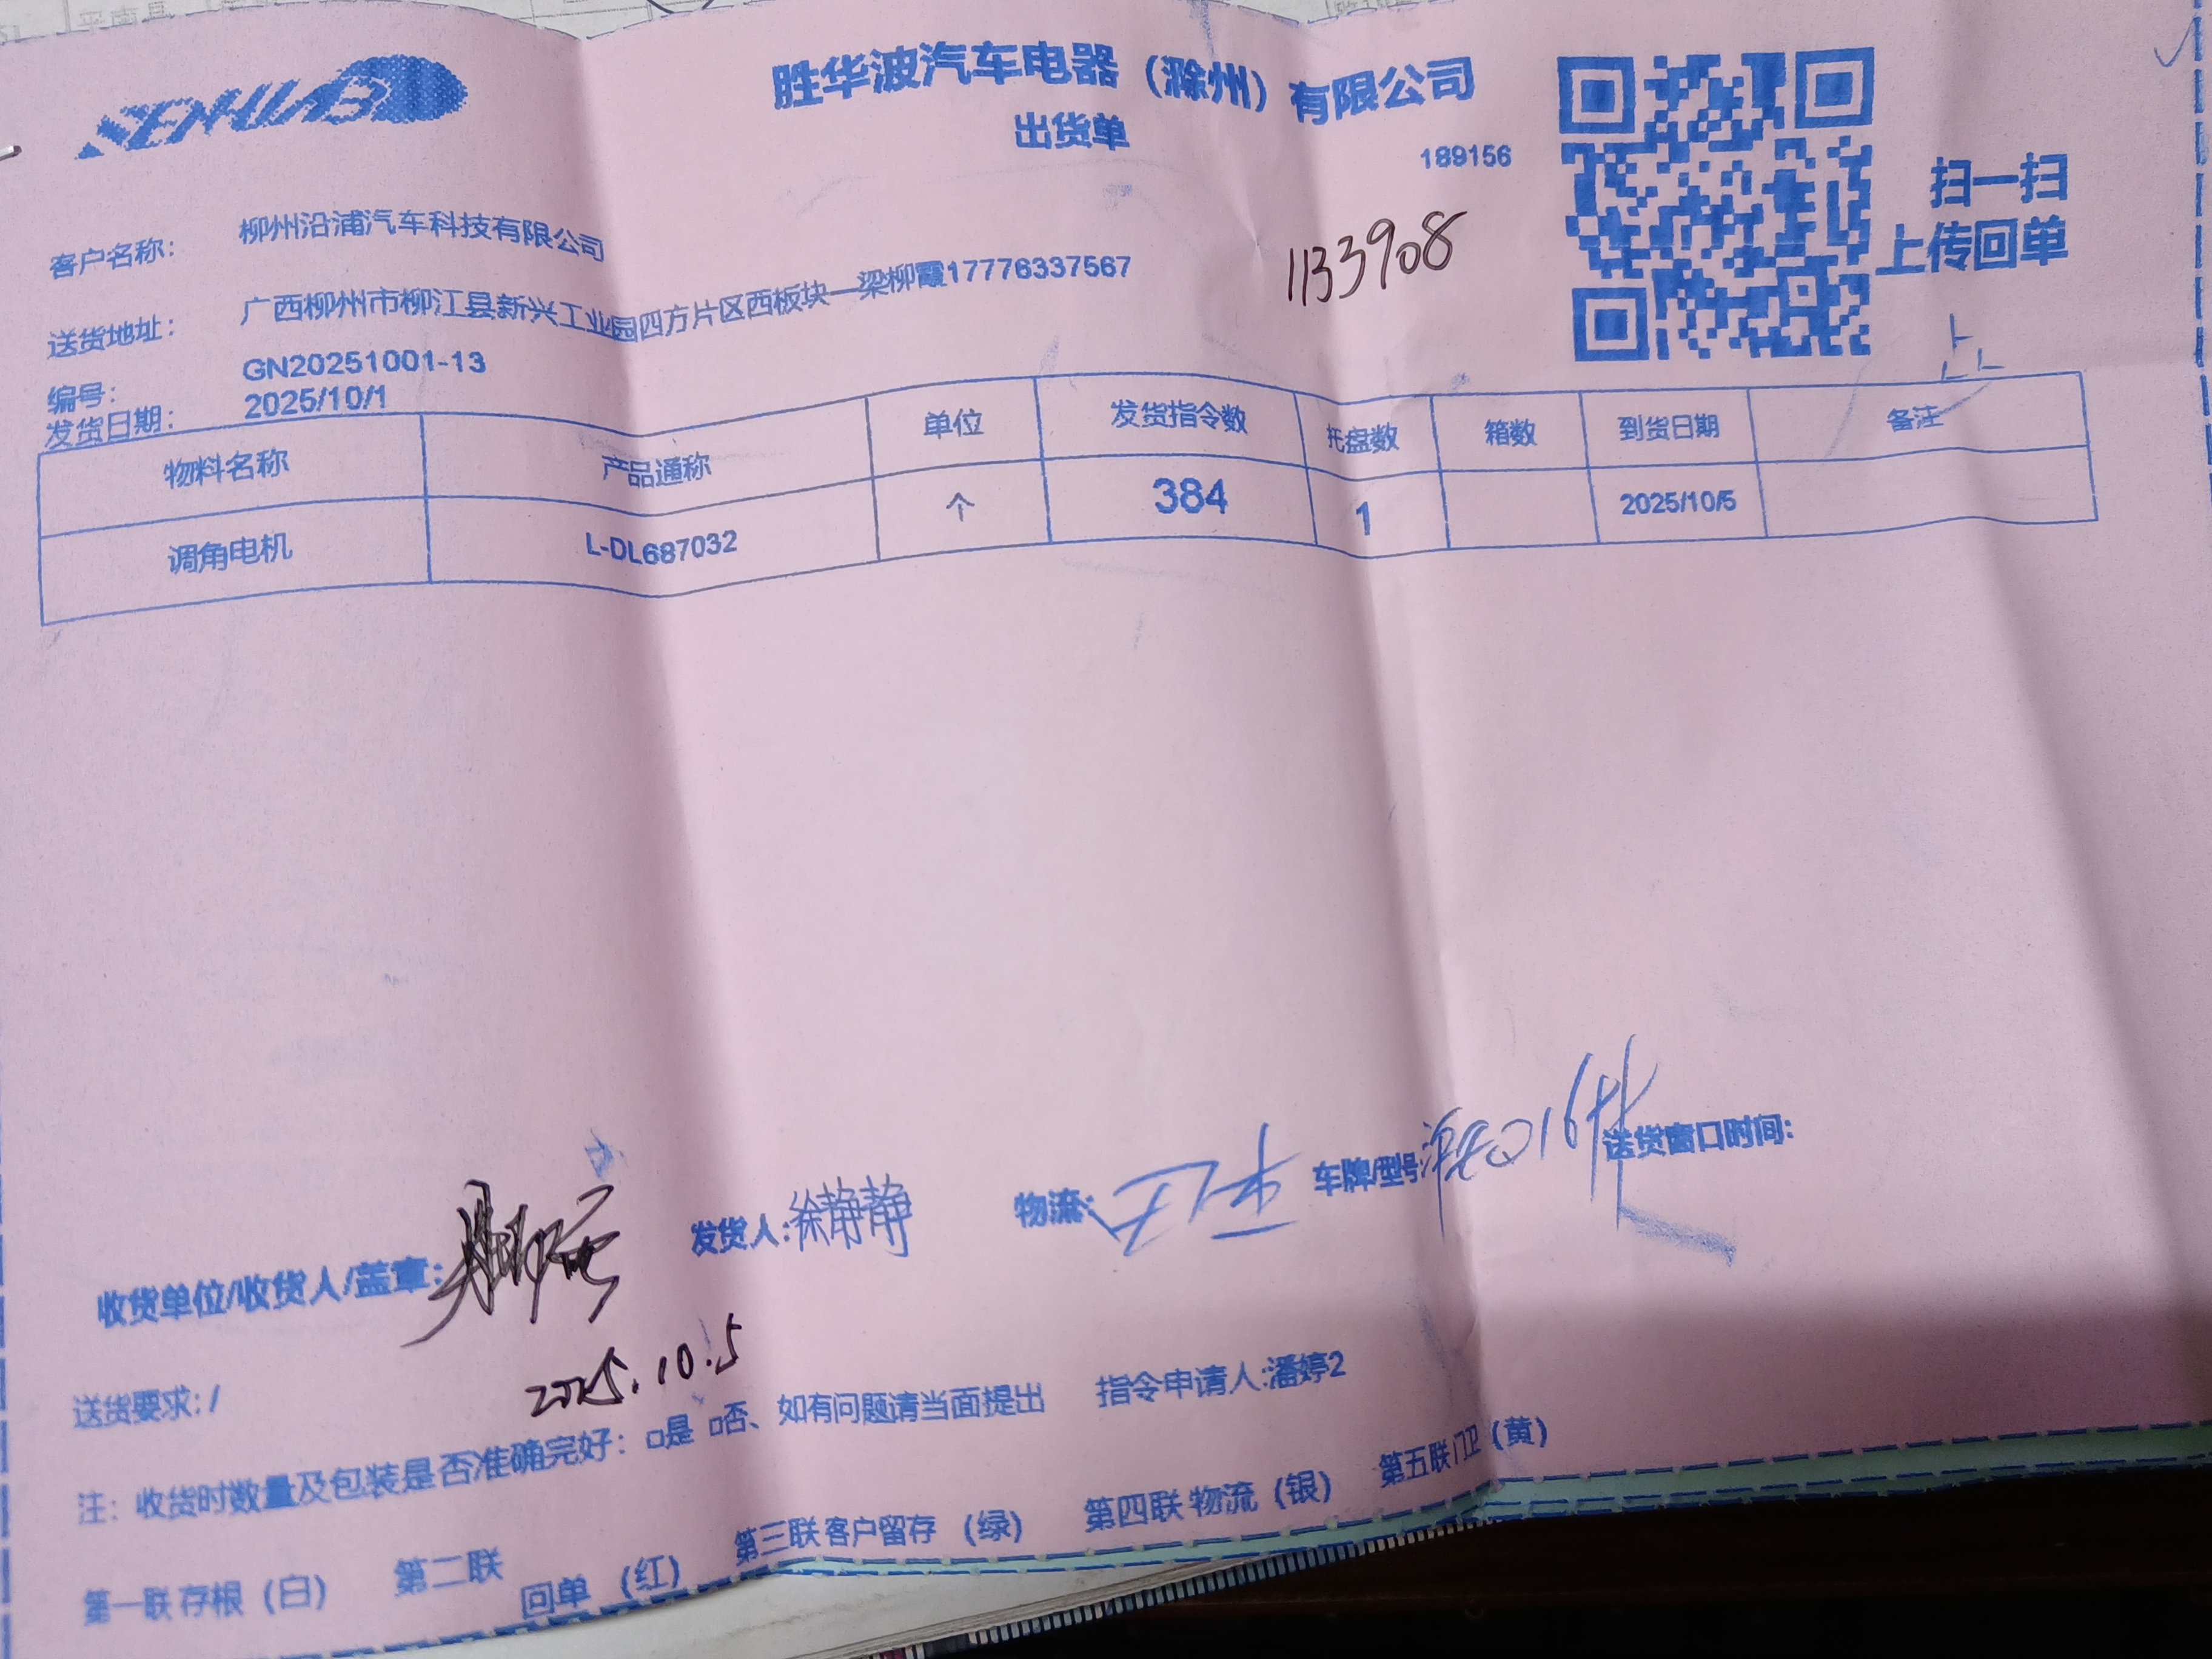 SENHUABO
胜华波汽车电器（滁州）有限公司
出货单
189156
扫一扫
上传回单
1133908
客户名称： 柳州沿浦汽车科技有限公司
送货地址： 广西柳州市柳江县新兴工业园四方片区西板块—梁柳霞17776337567
编号： GN20251001-13
发货日期： 2025/10/1
物料名称 产品通称 单位 发货指令数 托盘数 箱数 到货日期 备注
调角电机 L-DL687032 个 384 1 2025/10/5
收货单位/收货人/盖章: 发货人:徐静静 物流: 车牌/型号: 16件 送货窗口时间:
2025.10.5
送货要求: /
注：收货时数量及包装是否准确完好：□是 □否、如有问题请当面提出 指令申请人:潘婷2
第一联 存根（白） 第二联 回单（红） 第三联 客户留存（绿） 第四联 物流（银） 第五联 门卫（黄）